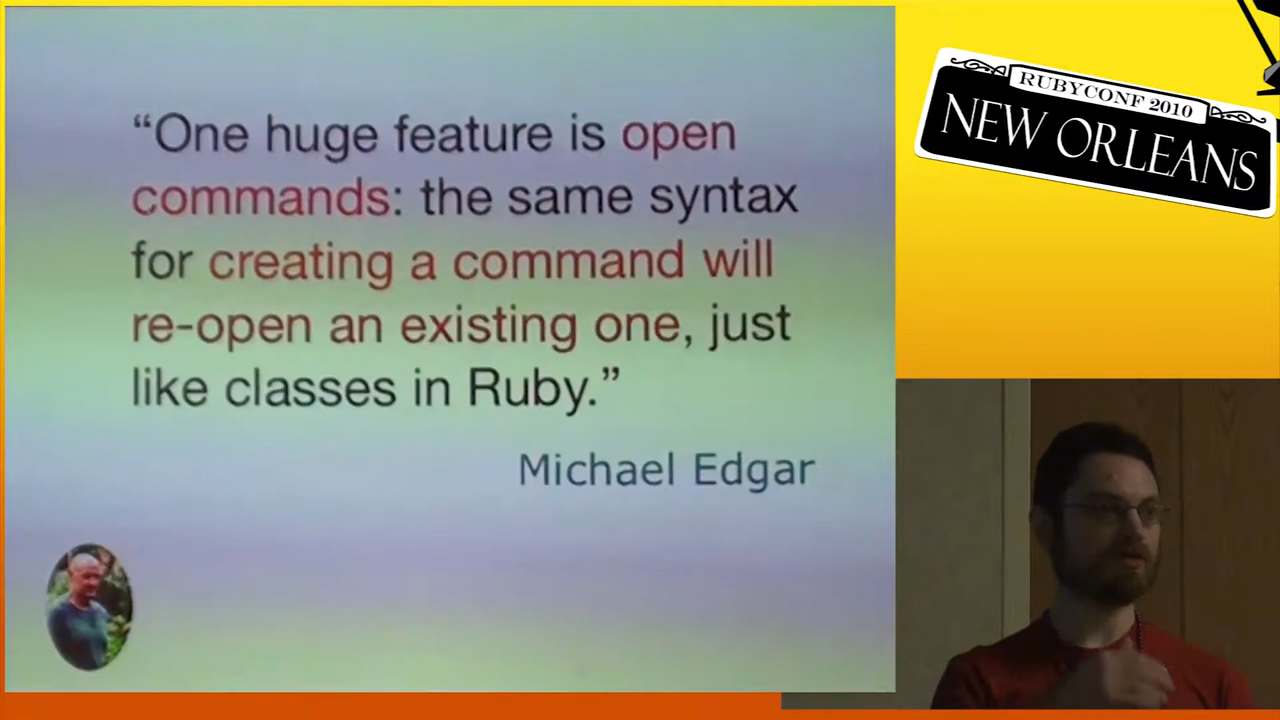 “One huge feature is open
commands: the same syntax
for creating a command will
re-open an existing one, just
like classes in Ruby.”
Michael Edgar
RUBYCONF 2010
NEW ORLEANS